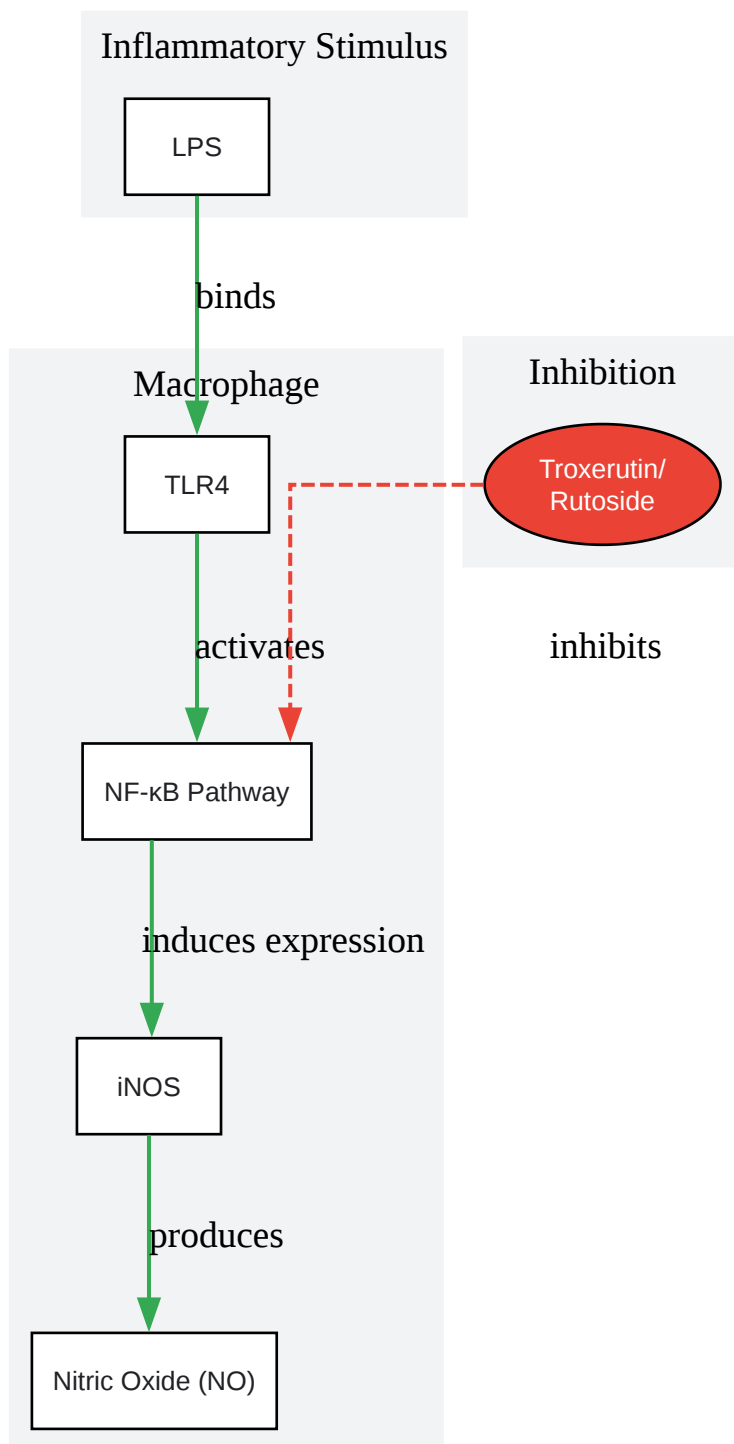 Inflammatory Stimulus
LPS
binds
Macrophage
Inhibition
TLR4
Troxerutin/
Rutoside
activates
inhibits
NF-κB Pathway
induces expression
iNOS
produces
Nitric Oxide (NO)